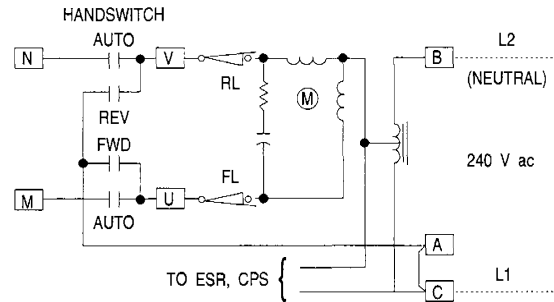 HANDSWITCH
AUTO
N
V
RL
REV
FWD
M
B
L2
(NEUTRAL)
240 V ac
M
U
FL
AUTO
A
TO ESR, CPS
C
L1